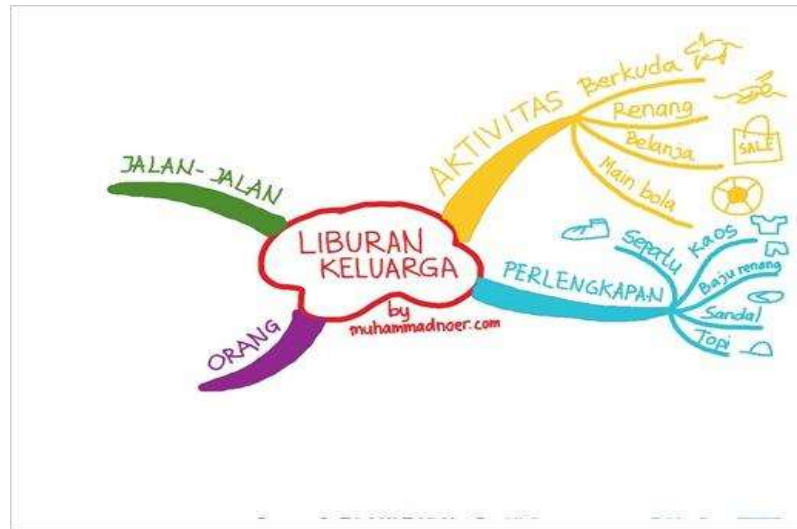 LIBURAN
KELUARGA
by
muhammadnoer.com
AKTIVITAS
Berkuda
Renang
Belanja
SALE
Main bola
PERLENGKAPAN
Sepatu
Kaos
Baju renang
Sandal
Topi
ORANG
JALAN-JALAN